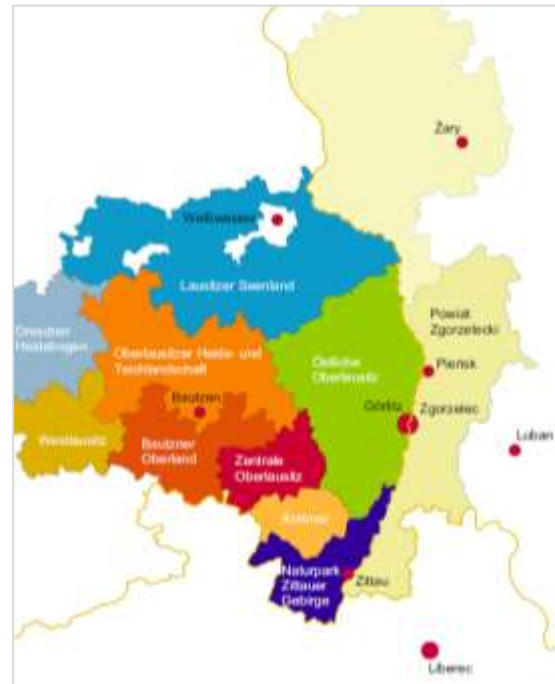 Żary
Weißwasser
Lausitzer Seenland
Dresdner
Heidebogen
Oberlausitzer Heide- und
Teichlandschaft
Powiat
Zgorzelecki
Östliche
Oberlausitz
Pieńsk
Bautzen
Görlitz
Zgorzelec
Westlausitz
Bautzner
Oberland
Zentrale
Oberlausitz
Luban
Kottmar
Naturpark
Zittauer
Gebirge
Zittau
Liberec